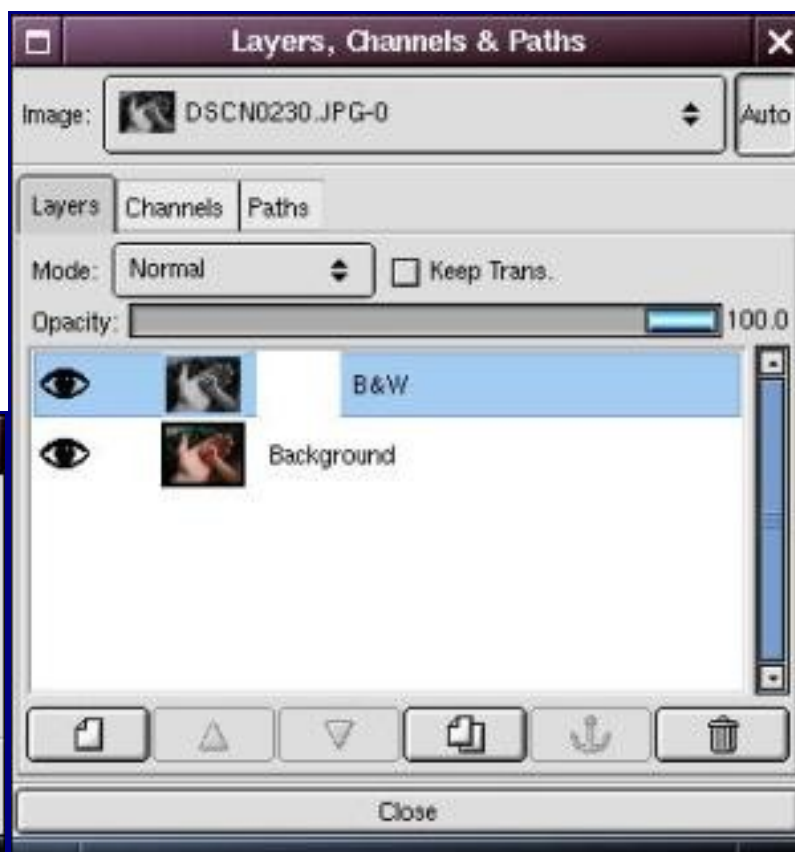 Layers, Channels & Paths
Image: DSCN0230.JPG-0 Auto
Layers Channels Paths
Mode: Normal Keep Trans.
Opacity: 100.0
B&W
Background
Close